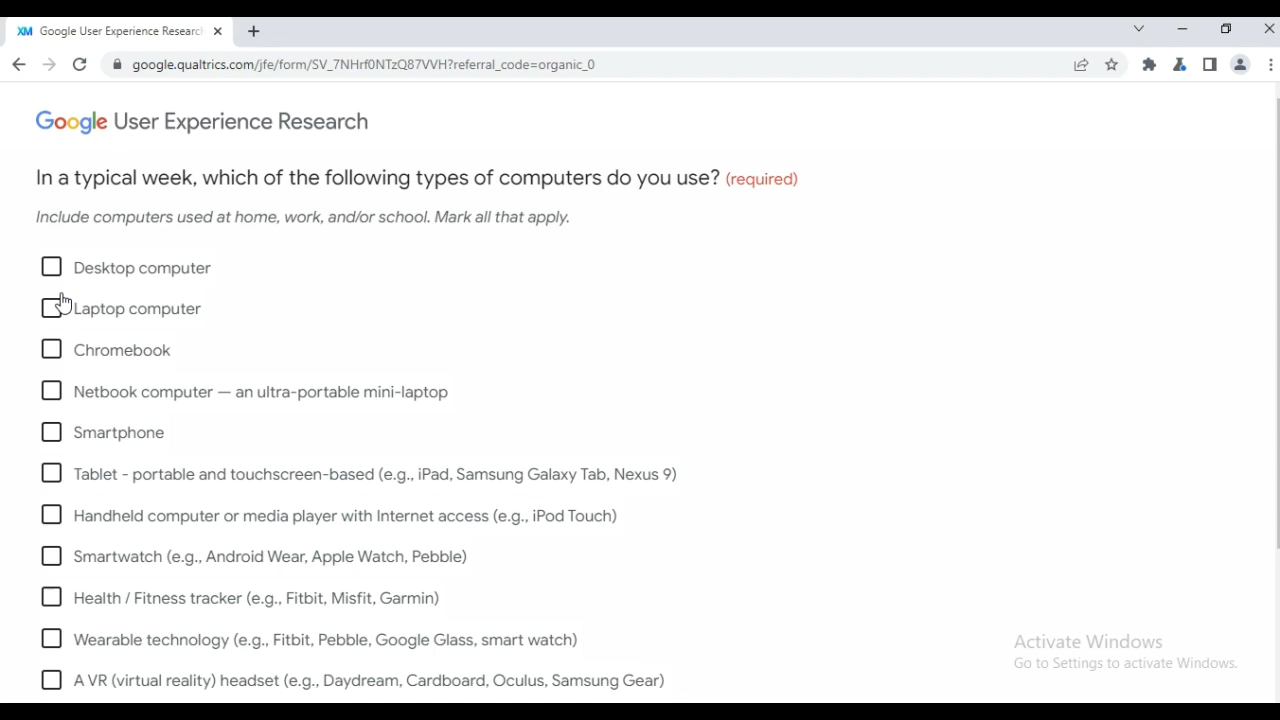 XM Google User Experience Research
google.qualtrics.com/jfe/form/SV_7NHrf0NTzQ87VVH?referral_code=organic_0
Google User Experience Research
In a typical week, which of the following types of computers do you use? (required)
Include computers used at home, work, and/or school. Mark all that apply.
Desktop computer
Laptop computer
Chromebook
Netbook computer — an ultra-portable mini-laptop
Smartphone
Tablet - portable and touchscreen-based (e.g., iPad, Samsung Galaxy Tab, Nexus 9)
Handheld computer or media player with Internet access (e.g., iPod Touch)
Smartwatch (e.g., Android Wear, Apple Watch, Pebble)
Health / Fitness tracker (e.g., Fitbit, Misfit, Garmin)
Wearable technology (e.g., Fitbit, Pebble, Google Glass, smart watch)
A VR (virtual reality) headset (e.g., Daydream, Cardboard, Oculus, Samsung Gear)
Activate Windows
Go to Settings to activate Windows.